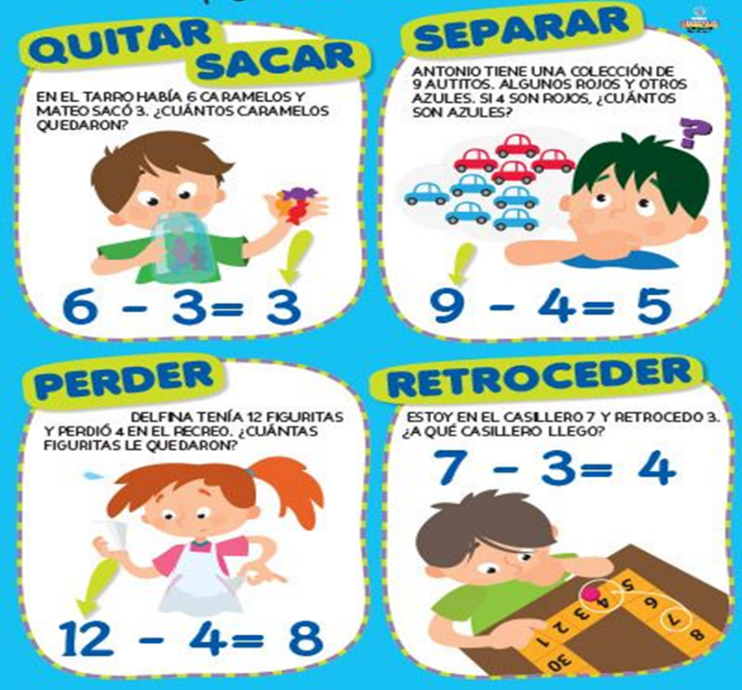 QUITAR
SACAR
EN EL TARRO HABÍA 6 CARAMELOS Y
MATEO SACÓ 3. ¿CUÁNTOS CARAMELOS
QUEDARON?
6 - 3= 3
SEPARAR
ANTONIO TIENE UNA COLECCIÓN DE
9 AUTITOS. ALGUNOS ROJOS Y OTROS
AZULES. SI 4 SON ROJOS, ¿CUÁNTOS
SON AZULES?
?
9 - 4= 5
PERDER
DELFINA TENÍA 12 FIGURITAS
Y PERDIÓ 4 EN EL RECREO. ¿CUÁNTAS
FIGURITAS LE QUEDARON?
12 - 4= 8
RETROCEDER
ESTOY EN EL CASILLERO 7 Y RETROCEDO 3.
¿A QUÉ CASILLERO LLEGO?
7 - 3= 4
1 2 3 4 5 6 7 8
30